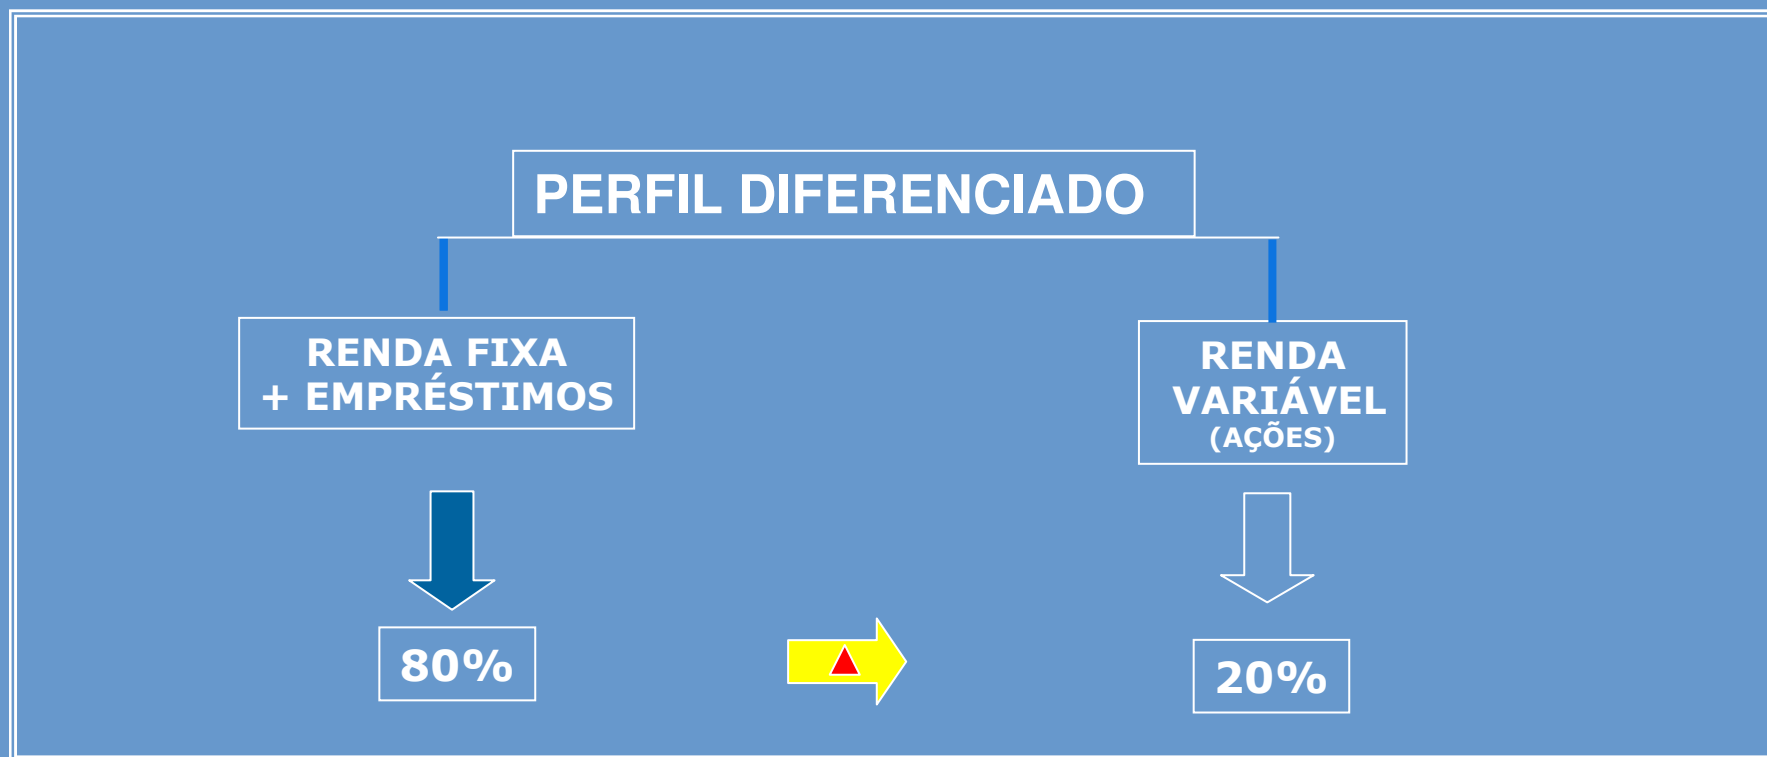 PERFIL DIFERENCIADO
RENDA FIXA
+ EMPRÉSTIMOS
RENDA
VARIÁVEL
(AÇÕES)
80%
20%